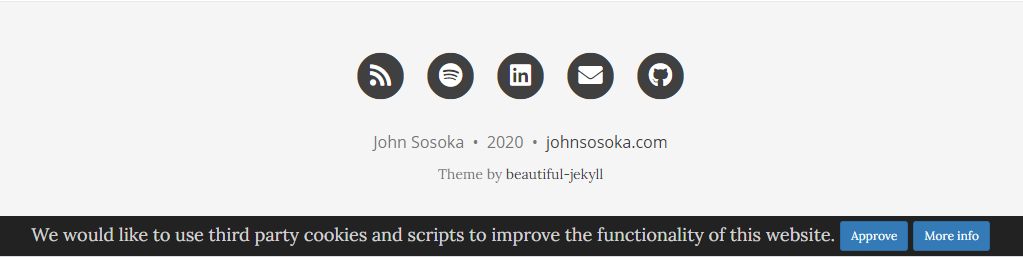 John Sosoka • 2020 • johnsosoka.com
Theme by beautiful-jekyll
We would like to use third party cookies and scripts to improve the functionality of this website. Approve More info